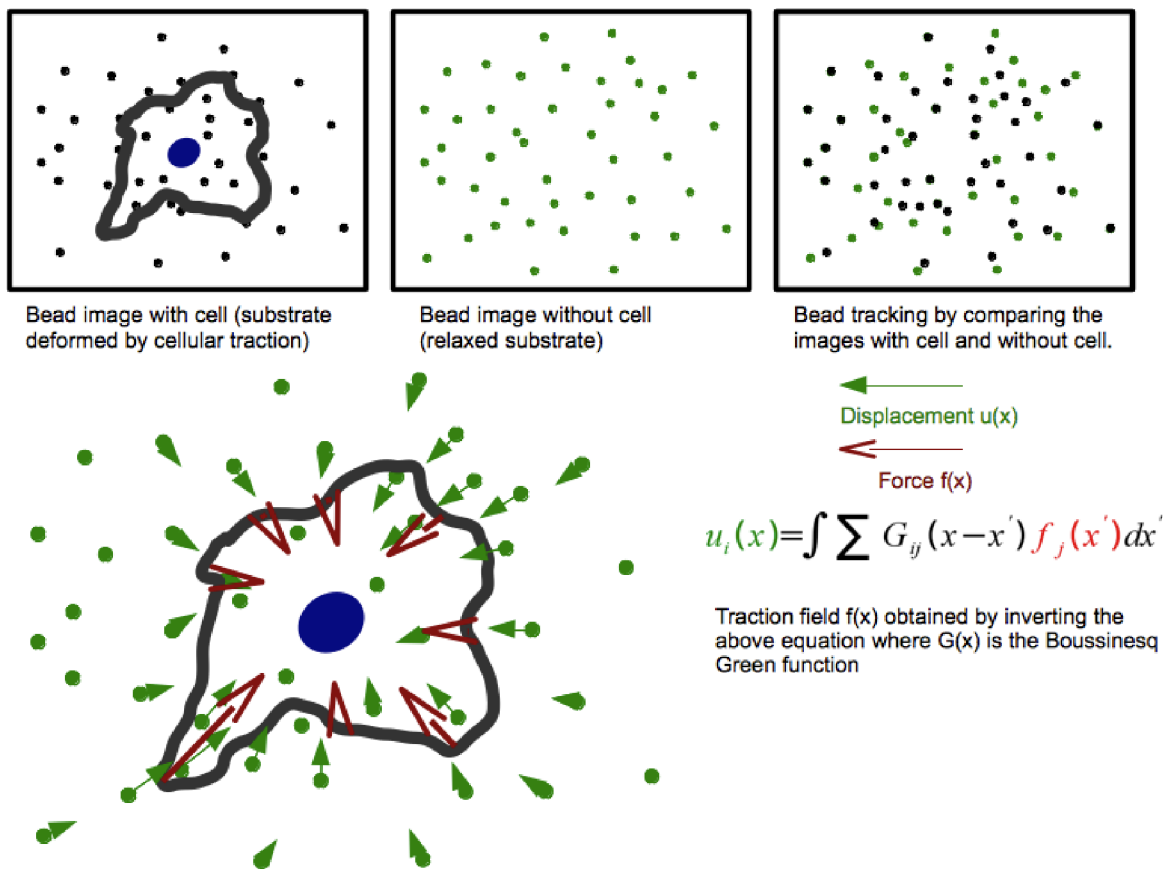 Bead image with cell (substrate
deformed by cellular traction)
Bead image without cell
(relaxed substrate)
Bead tracking by comparing the
images with cell and without cell.
Displacement u(x)
Force f(x)
u_i(x)=∫∑ G_ij(x−x')f_j(x')dx'
Traction field f(x) obtained by inverting the
above equation where G(x) is the Boussinesq
Green function